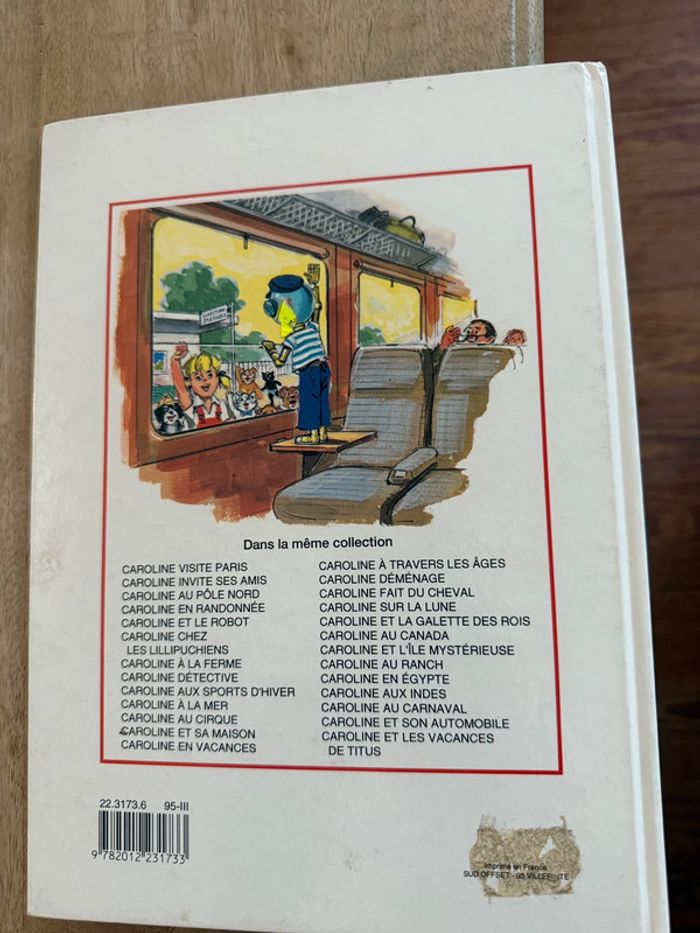 Dans la même collection
CAROLINE VISITE PARIS
CAROLINE INVITE SES AMIS
CAROLINE AU PÔLE NORD
CAROLINE EN RANDONNÉE
CAROLINE ET LE ROBOT
CAROLINE CHEZ
LES LILLIPUCHIENS
CAROLINE À LA FERME
CAROLINE DÉTECTIVE
CAROLINE AUX SPORTS D'HIVER
CAROLINE À LA MER
CAROLINE AU CIRQUE
CAROLINE ET SA MAISON
CAROLINE EN VACANCES
CAROLINE À TRAVERS LES ÂGES
CAROLINE DÉMÉNAGE
CAROLINE FAIT DU CHEVAL
CAROLINE SUR LA LUNE
CAROLINE ET LA GALETTE DES ROIS
CAROLINE AU CANADA
CAROLINE ET L'ÎLE MYSTÉRIEUSE
CAROLINE AU RANCH
CAROLINE EN ÉGYPTE
CAROLINE AUX INDES
CAROLINE AU CARNAVAL
CAROLINE ET SON AUTOMOBILE
CAROLINE ET LES VACANCES
DE TITUS
22.3173.6 95-III
9 782012 231733
Imprimé en France
SUD OFFSET - 93